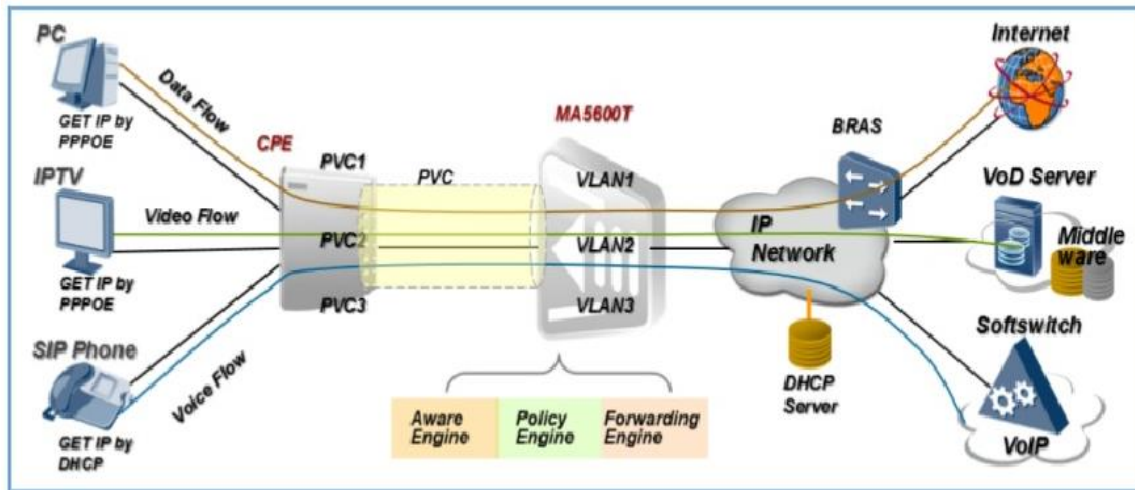 PC
GET IP by
PPPOE
Data Flow
IPTV
Video Flow
GET IP by
PPPOE
SIP Phone
Voice Flow
GET IP by
DHCP
CPE
PVC1
PVC2
PVC3
PVC
MA5600T
VLAN1
VLAN2
VLAN3
Aware
Engine
Policy
Engine
Forwarding
Engine
BRAS
IP
Network
DHCP
Server
Internet
VoD Server
Middle
ware
Softswitch
VoIP